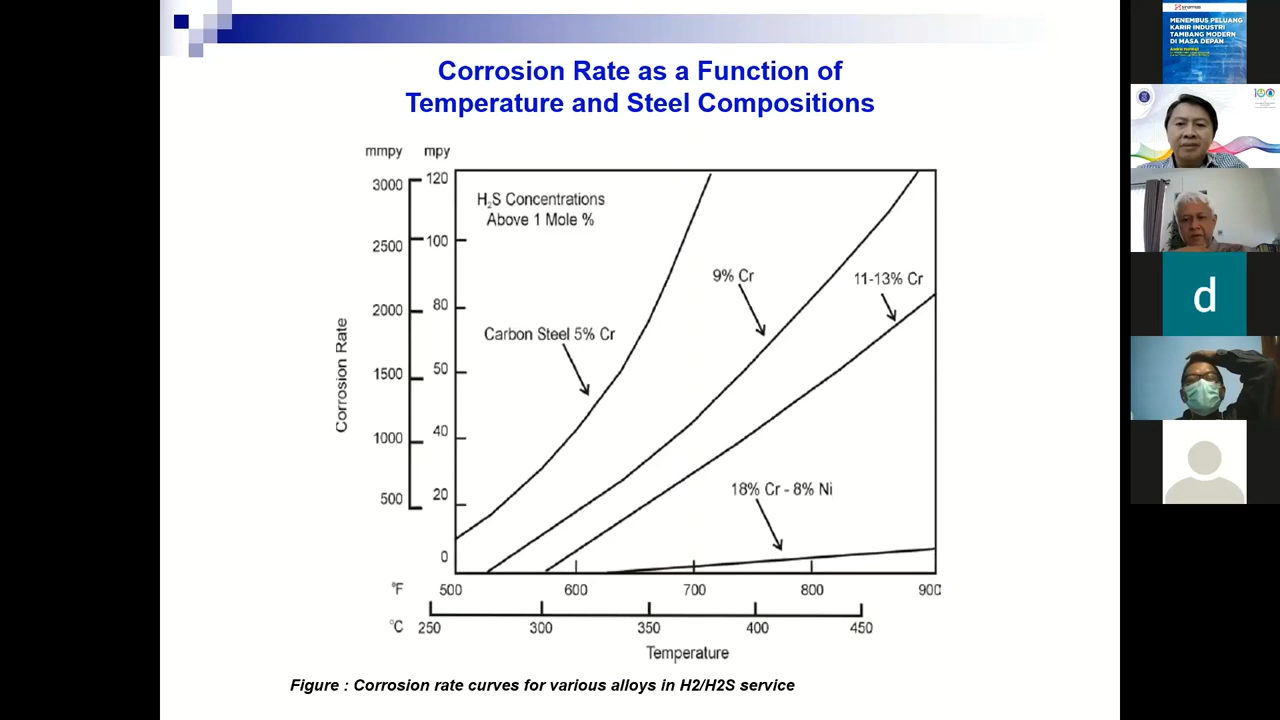 Corrosion Rate as a Function of
Temperature and Steel Compositions
mmpy mpy
3000 120
2500 100
2000 80
1500 50
1000 40
500 20
0
Corrosion Rate
H2S Concentrations
Above 1 Mole %
Carbon Steel 5% Cr
9% Cr
11-13% Cr
18% Cr - 8% Ni
°F 500 600 700 800 900
°C 250 300 350 400 450
Temperature
Figure : Corrosion rate curves for various alloys in H2/H2S service
sinarmas
MENEMBUS PELUANG
KARIR INDUSTRI
TAMBANG MODERN
DI MASA DEPAN
d